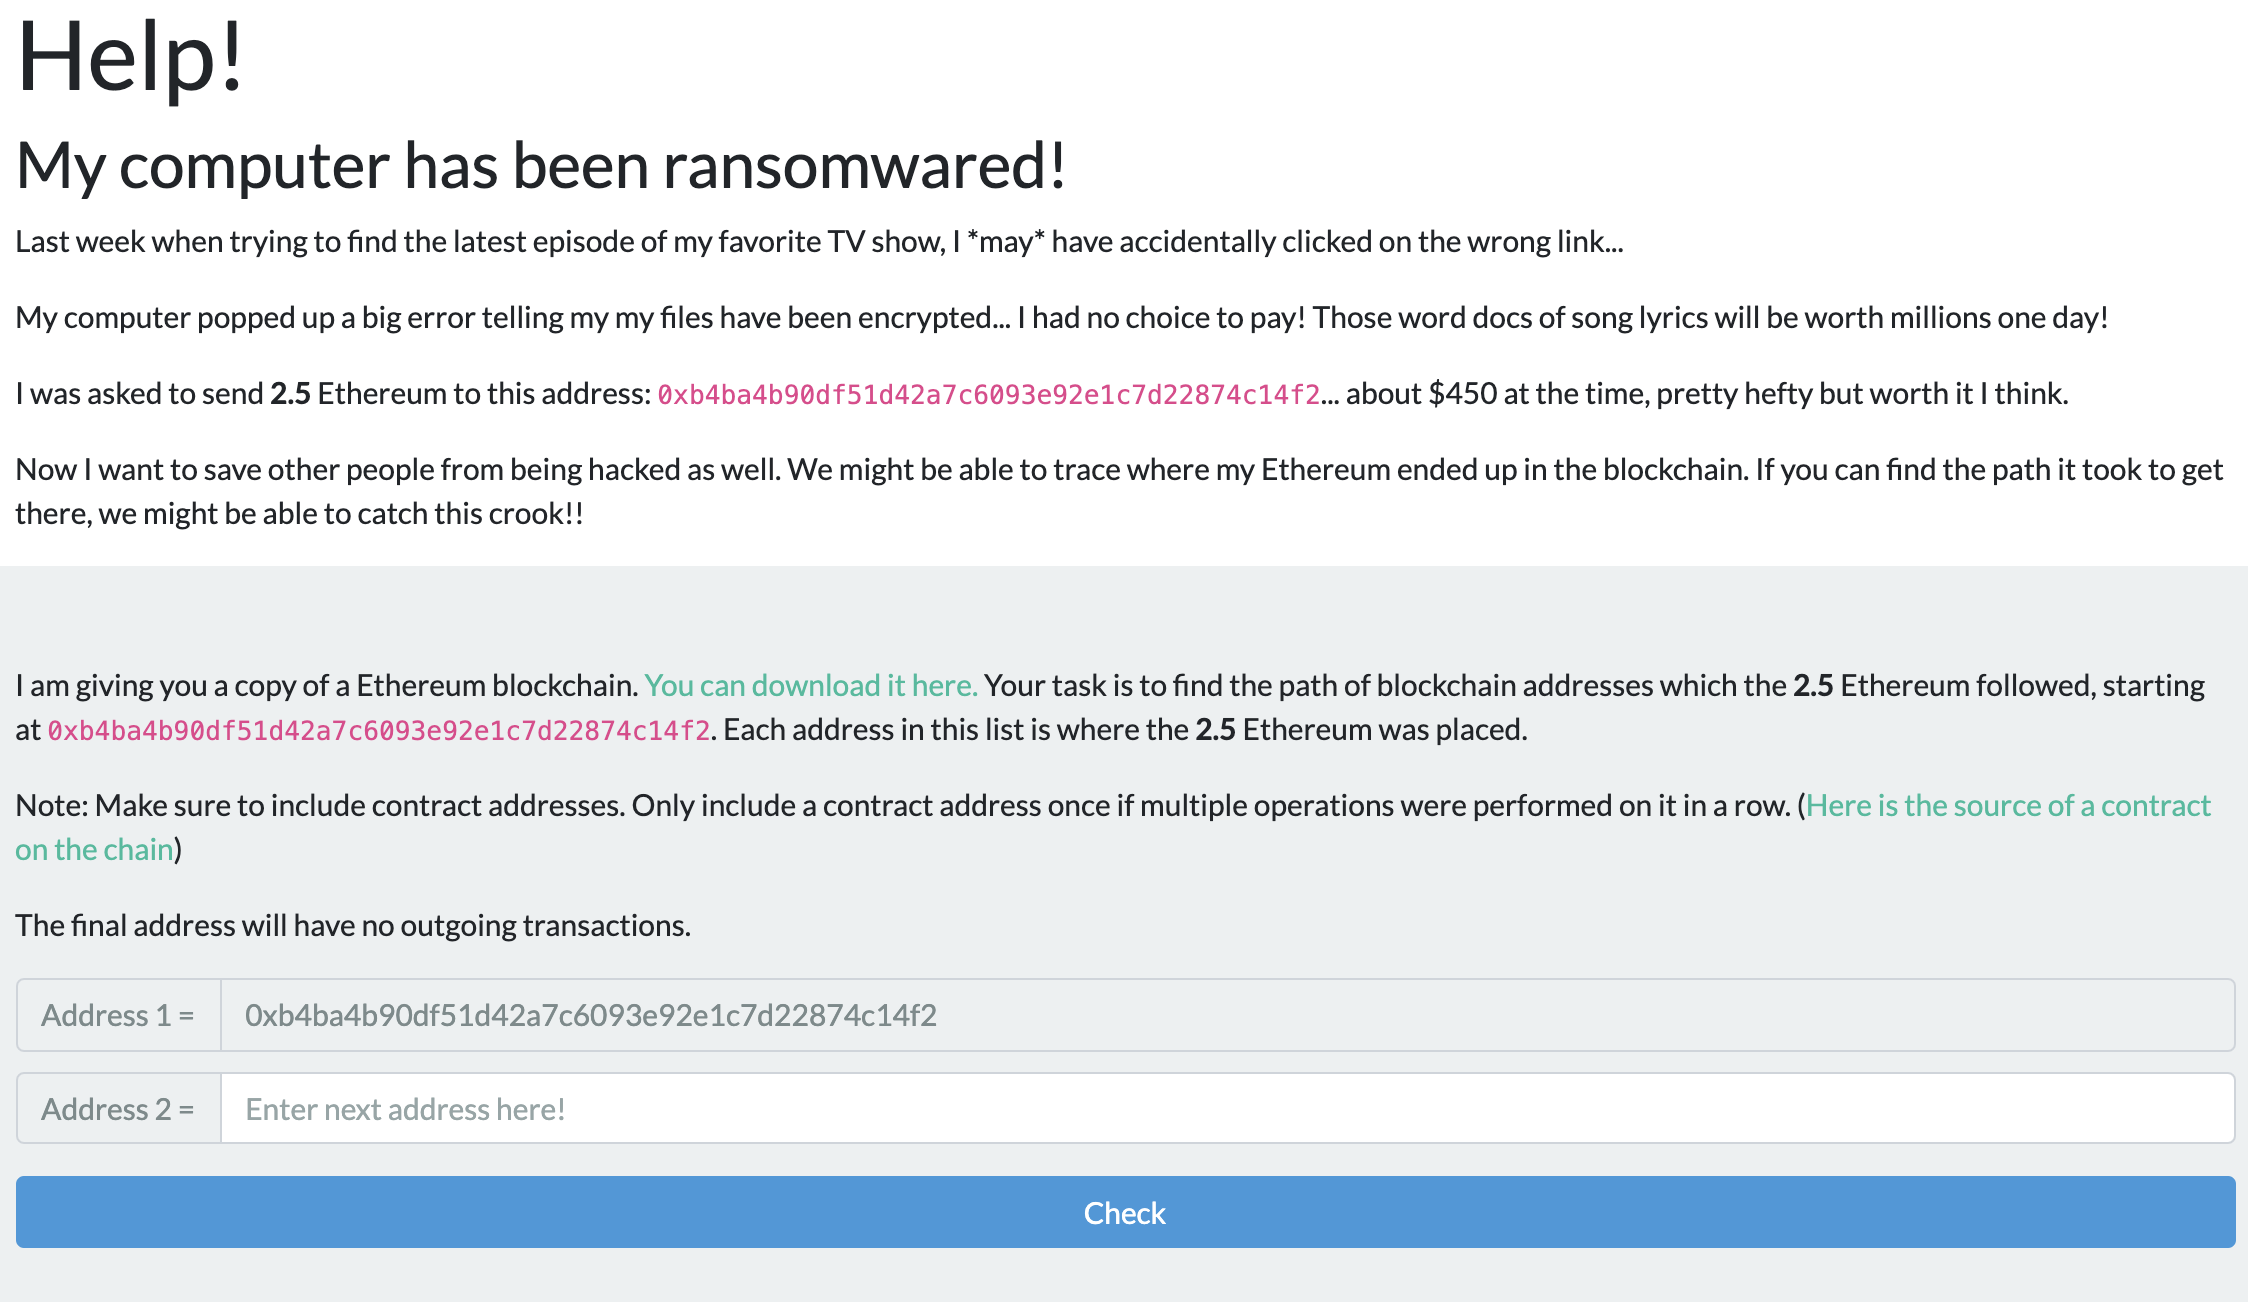 Help!
My computer has been ransomwared!
Last week when trying to find the latest episode of my favorite TV show, I *may* have accidentally clicked on the wrong link...
My computer popped up a big error telling my my files have been encrypted... I had no choice to pay! Those word docs of song lyrics will be worth millions one day!
I was asked to send 2.5 Ethereum to this address: 0xb4ba4b90df51d42a7c6093e92e1c7d22874c14f2... about $450 at the time, pretty hefty but worth it I think.
Now I want to save other people from being hacked as well. We might be able to trace where my Ethereum ended up in the blockchain. If you can find the path it took to get
there, we might be able to catch this crook!!
I am giving you a copy of a Ethereum blockchain. You can download it here. Your task is to find the path of blockchain addresses which the 2.5 Ethereum followed, starting
at 0xb4ba4b90df51d42a7c6093e92e1c7d22874c14f2. Each address in this list is where the 2.5 Ethereum was placed.
Note: Make sure to include contract addresses. Only include a contract address once if multiple operations were performed on it in a row. (Here is the source of a contract
on the chain)
The final address will have no outgoing transactions.
Address 1 = 0xb4ba4b90df51d42a7c6093e92e1c7d22874c14f2
Address 2 = Enter next address here!
Check